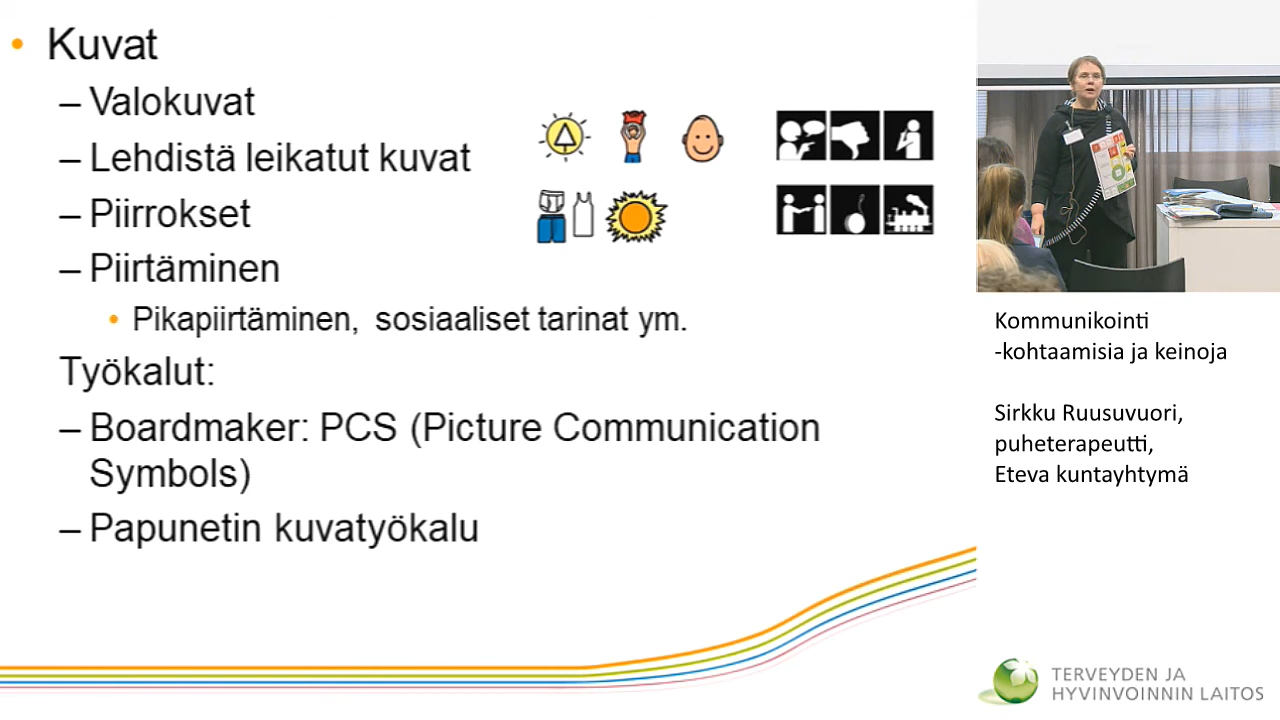 Kuvat
– Valokuvat
– Lehdistä leikatut kuvat
– Piirrokset
– Piirtäminen
Pikapiirtäminen, sosiaaliset tarinat ym.
Työkalut:
– Boardmaker: PCS (Picture Communication
Symbols)
– Papunetin kuvatyökalu
Kommunikointi
-kohtaamisia ja keinoja
Sirkku Ruusuvuori,
puheterapeutti,
Eteva kuntayhtymä
TERVEYDEN JA
HYVINVOINNIN LAITOS